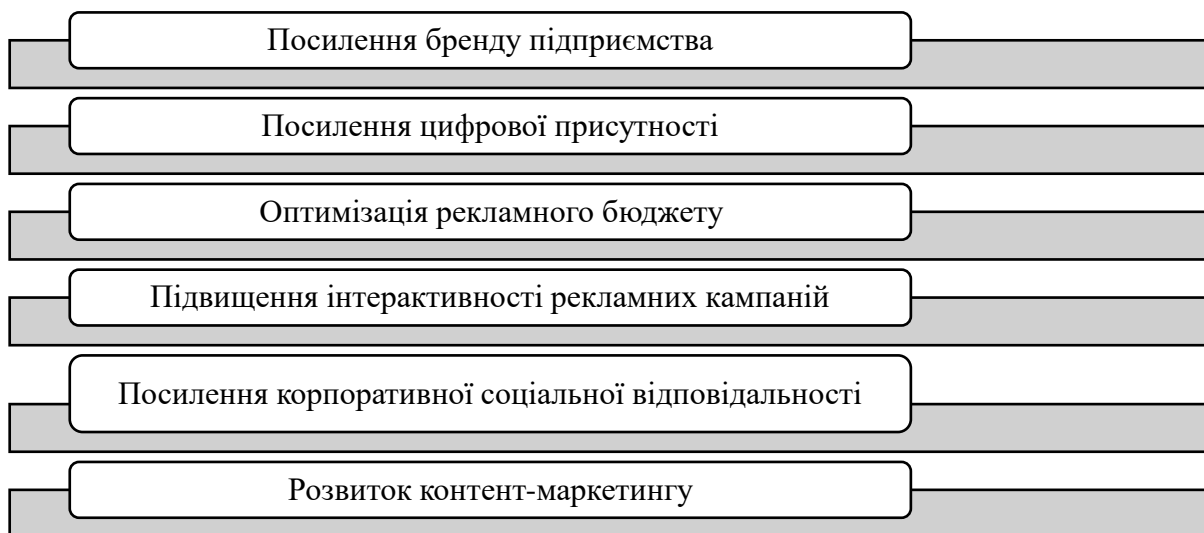 Посилення бренду підприємства
Посилення цифрової присутності
Оптимізація рекламного бюджету
Підвищення інтерактивності рекламних кампаній
Посилення корпоративної соціальної відповідальності
Розвиток контент-маркетингу